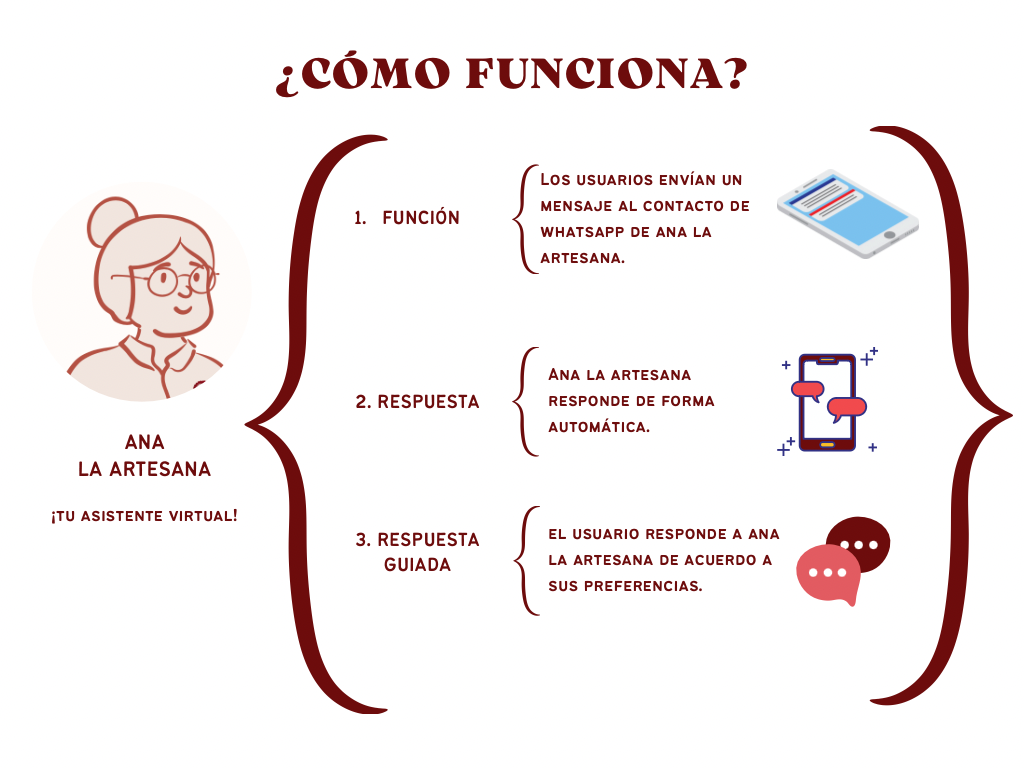 ¿CÓMO FUNCIONA?
ANA
LA ARTESANA
¡TU ASISTENTE VIRTUAL!
1. FUNCIÓN
LOS USUARIOS ENVÍAN UN
MENSAJE AL CONTACTO DE
WHATSAPP DE ANA LA
ARTESANA.
2. RESPUESTA
ANA LA ARTESANA
RESPONDE DE FORMA
AUTOMÁTICA.
3. RESPUESTA
GUIADA
EL USUARIO RESPONDE A ANA
LA ARTESANA DE ACUERDO A
SUS PREFERENCIAS.